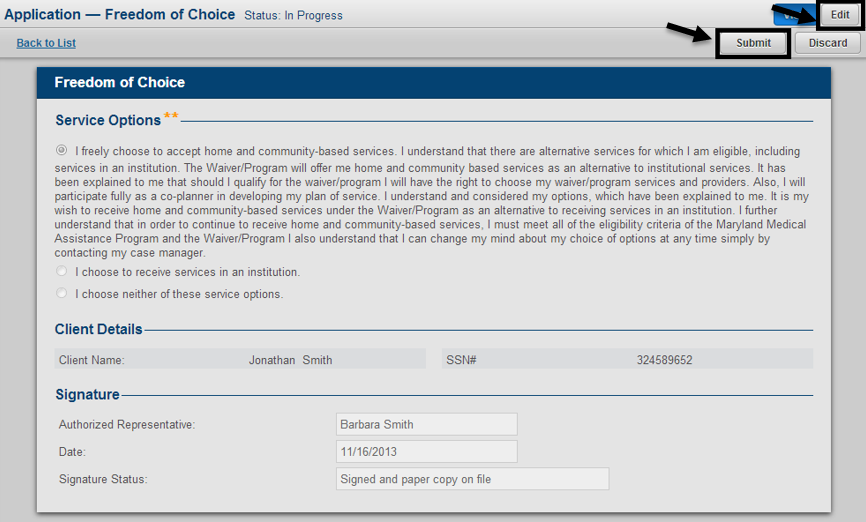 Application — Freedom of Choice Status: In Progress Edit
Back to List Submit Discard
Freedom of Choice
Service Options **
I freely choose to accept home and community-based services. I understand that there are alternative services for which I am eligible, including
services in an institution. The Waiver/Program will offer me home and community based services as an alternative to institutional services. It has
been explained to me that should I qualify for the waiver/program I will have the right to choose my waiver/program services and providers. Also, I will
participate fully as a co-planner in developing my plan of service. I understand and considered my options, which have been explained to me. It is my
wish to receive home and community-based services under the Waiver/Program as an alternative to receiving services in an institution. I further
understand that in order to continue to receive home and community-based services, I must meet all of the eligibility criteria of the Maryland Medical
Assistance Program and the Waiver/Program I also understand that I can change my mind about my choice of options at any time simply by
contacting my case manager.
I choose to receive services in an institution.
I choose neither of these service options.
Client Details
Client Name: Jonathan Smith SSN# 324589652
Signature
Authorized Representative: Barbara Smith
Date: 11/16/2013
Signature Status: Signed and paper copy on file